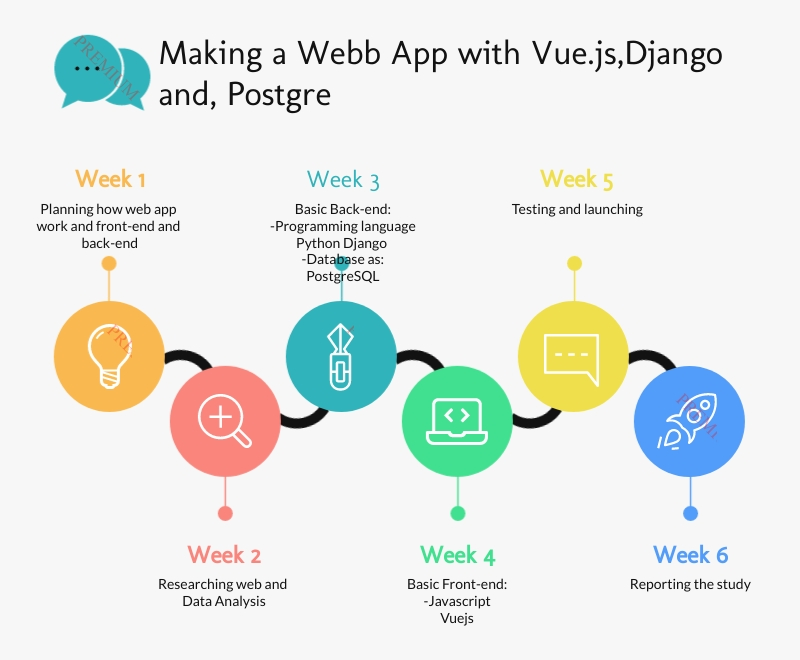 Making a Webb App with Vue.js,Django
and, Postgre
PREMIUM
Week 1
Planning how web app
work and front-end and
back-end
Week 3
Basic Back-end:
-Programming language
Python Django
-Database as:
PostgreSQL
Week 5
Testing and launching
Week 2
Researching web and
Data Analysis
Week 4
Basic Front-end:
-Javascript
Vuejs
Week 6
Reporting the study